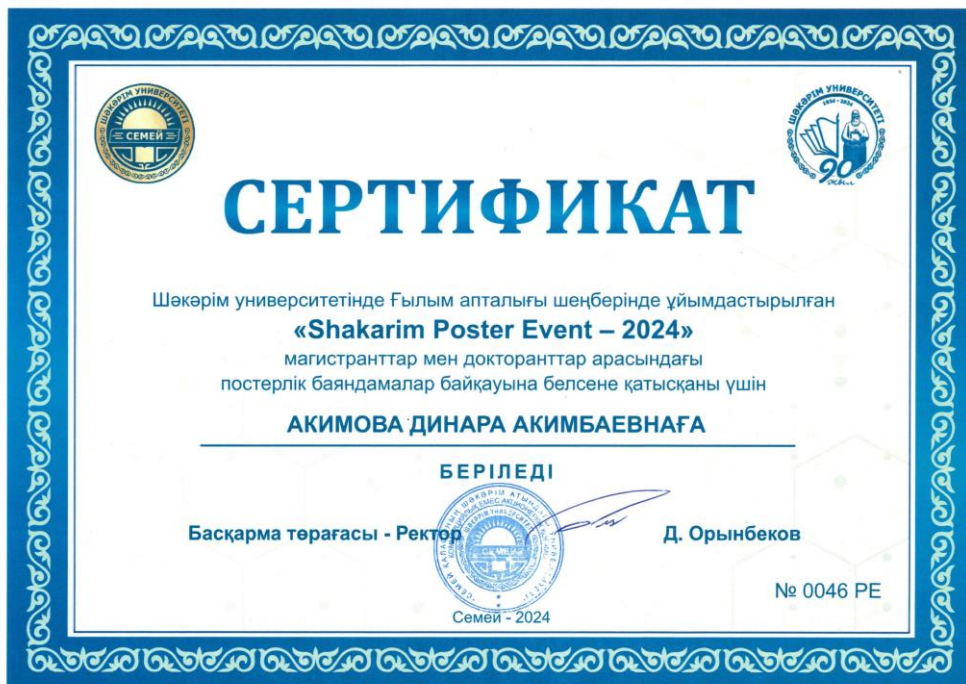 ШӘКӘРІМ УНИВЕРСИТЕТІ
СЕМЕЙ
ШӘКӘРІМ УНИВЕРСИТЕТІ
1934 - 2024
90
жыл
СЕРТИФИКАТ
Шәкәрім университетінде Ғылым апталығы шеңберінде ұйымдастырылған
«Shakarim Poster Event – 2024»
магистранттар мен докторанттар арасындағы
постерлік баяндамалар байқауына белсене қатысқаны үшін
АКИМОВА ДИНАРА АКИМБАЕВНАҒА
БЕРІЛЕДІ
Басқарма төрағасы - Ректор
Д. Орынбеков
СЕМЕЙ
№ 0046 PE
Семей - 2024